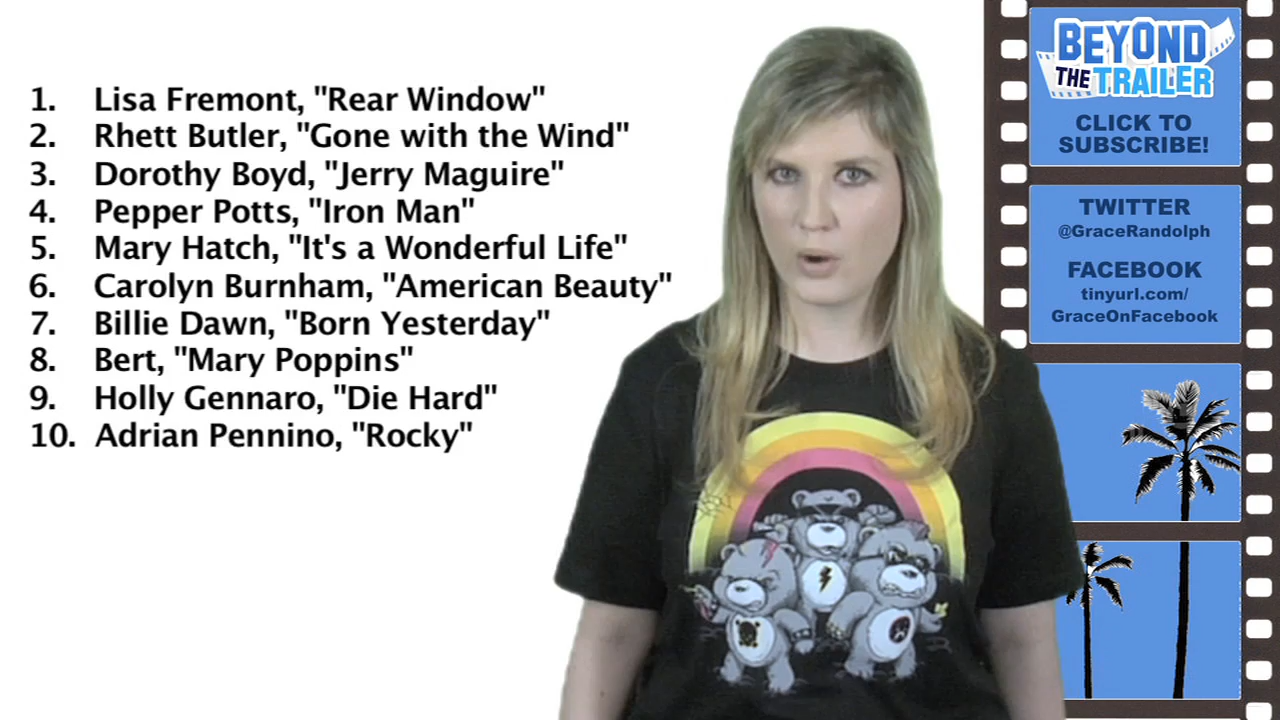 1. Lisa Fremont, "Rear Window"
2. Rhett Butler, "Gone with the Wind"
3. Dorothy Boyd, "Jerry Maguire"
4. Pepper Potts, "Iron Man"
5. Mary Hatch, "It's a Wonderful Life"
6. Carolyn Burnham, "American Beauty"
7. Billie Dawn, "Born Yesterday"
8. Bert, "Mary Poppins"
9. Holly Gennaro, "Die Hard"
10. Adrian Pennino, "Rocky"
BEYOND
THE TRAILER
CLICK TO
SUBSCRIBE!
TWITTER
@GraceRandolph
FACEBOOK
tinyurl.com/
GraceOnFacebook